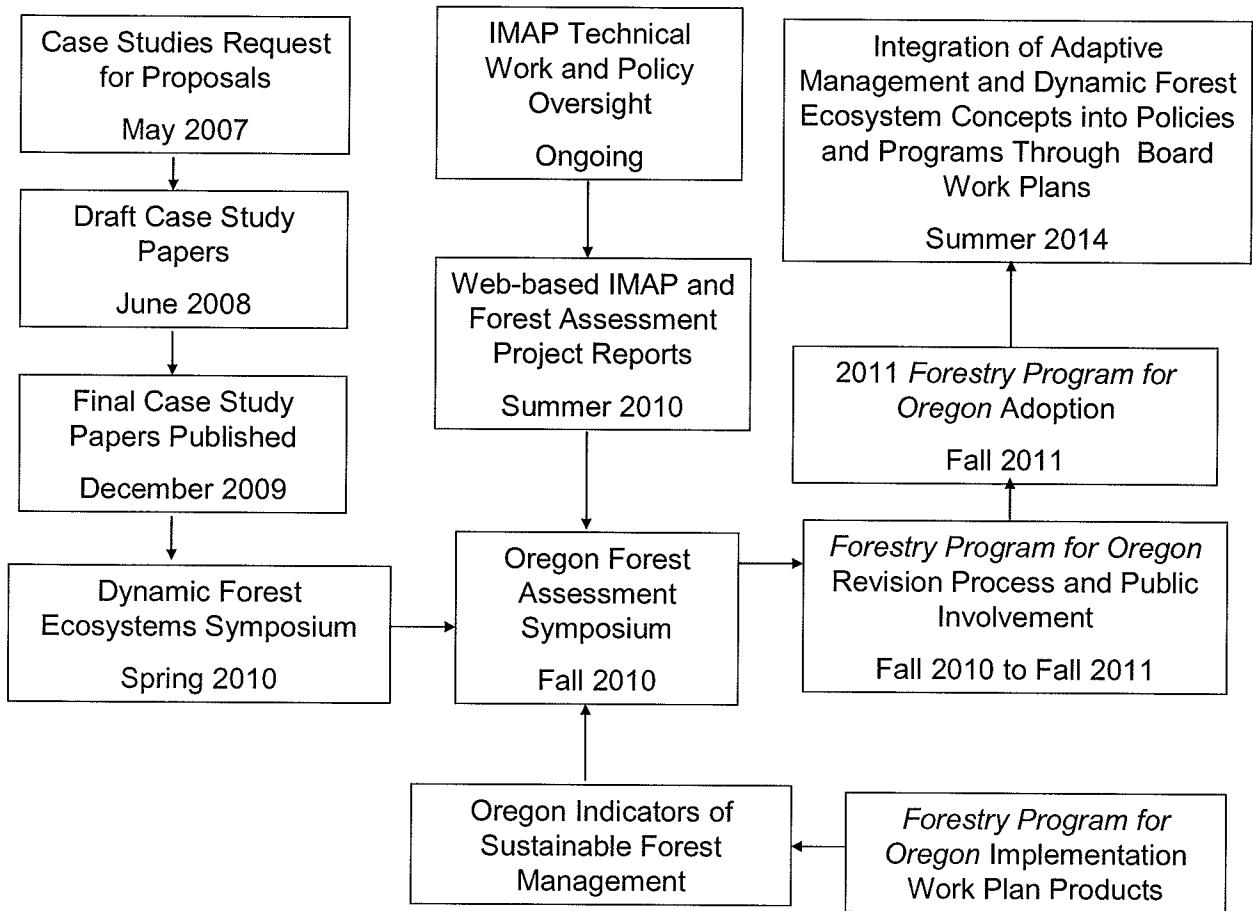 Case Studies Request
for Proposals
May 2007
Draft Case Study
Papers
June 2008
Final Case Study
Papers Published
December 2009
Dynamic Forest
Ecosystems Symposium
Spring 2010
IMAP Technical
Work and Policy
Oversight
Ongoing
Web-based IMAP and
Forest Assessment
Project Reports
Summer 2010
Oregon Forest
Assessment
Symposium
Fall 2010
Oregon Indicators of
Sustainable Forest
Management
Forestry Program for
Oregon Implementation
Work Plan Products
Forestry Program for Oregon
Revision Process and Public
Involvement
Fall 2010 to Fall 2011
2011 Forestry Program for
Oregon Adoption
Fall 2011
Integration of Adaptive
Management and Dynamic Forest
Ecosystem Concepts into Policies
and Programs Through Board
Work Plans
Summer 2014